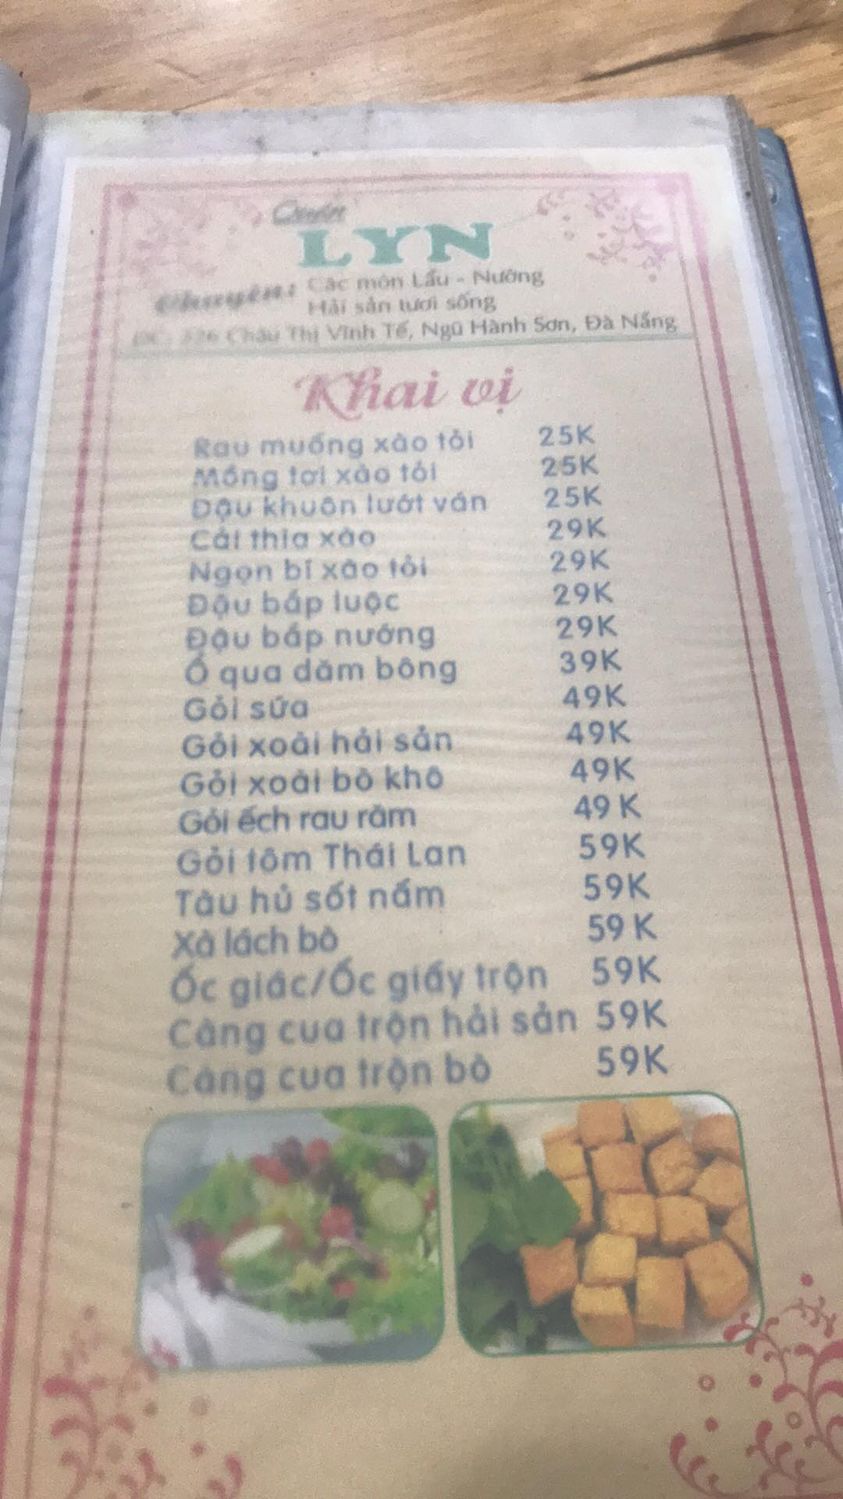 Quán
LYN
Chuyên: Các món Lẩu - Nướng
Hải sản tươi sống
ĐC: 326 Châu Thị Vĩnh Tế, Ngũ Hành Sơn, Đà Nẵng
Khai vị
Rau muống xào tỏi 25K
Mồng tơi xào tỏi 25K
Đậu khuôn lướt ván 25K
Cải thìa xào 29K
Ngọn bí xào tỏi 29K
Đậu bắp luộc 29K
Đậu bắp nướng 29K
Ổ qua dăm bông 39K
Gỏi sứa 49K
Gỏi xoài hải sản 49K
Gỏi xoài bò khô 49K
Gỏi ếch rau răm 49 K
Gỏi tôm Thái Lan 59K
Tàu hủ sốt nấm 59K
Xà lách bò 59 K
Ốc giác/Ốc giấy trộn 59K
Càng cua trộn hải sản 59K
Càng cua trộn bò 59K